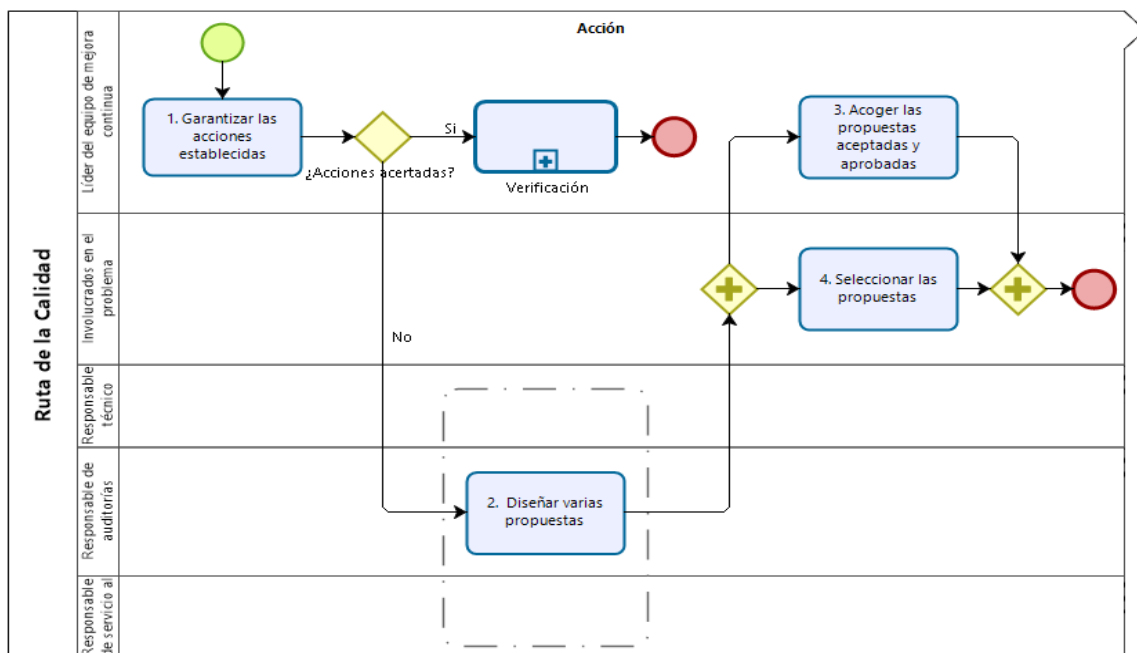 Ruta de la Calidad
Acción
Líder del equipo de mejora
continua
1. Garantizar las
acciones
establecidas
¿Acciones acertadas?
Si
Verificación
3. Acoger las
propuestas
aceptadas y
aprobadas
Involucrados en el
problema
4. Seleccionar las
propuestas
No
Responsable
técnico
Responsable de
auditorías
2. Diseñar varias
propuestas
Responsable
de servicio al